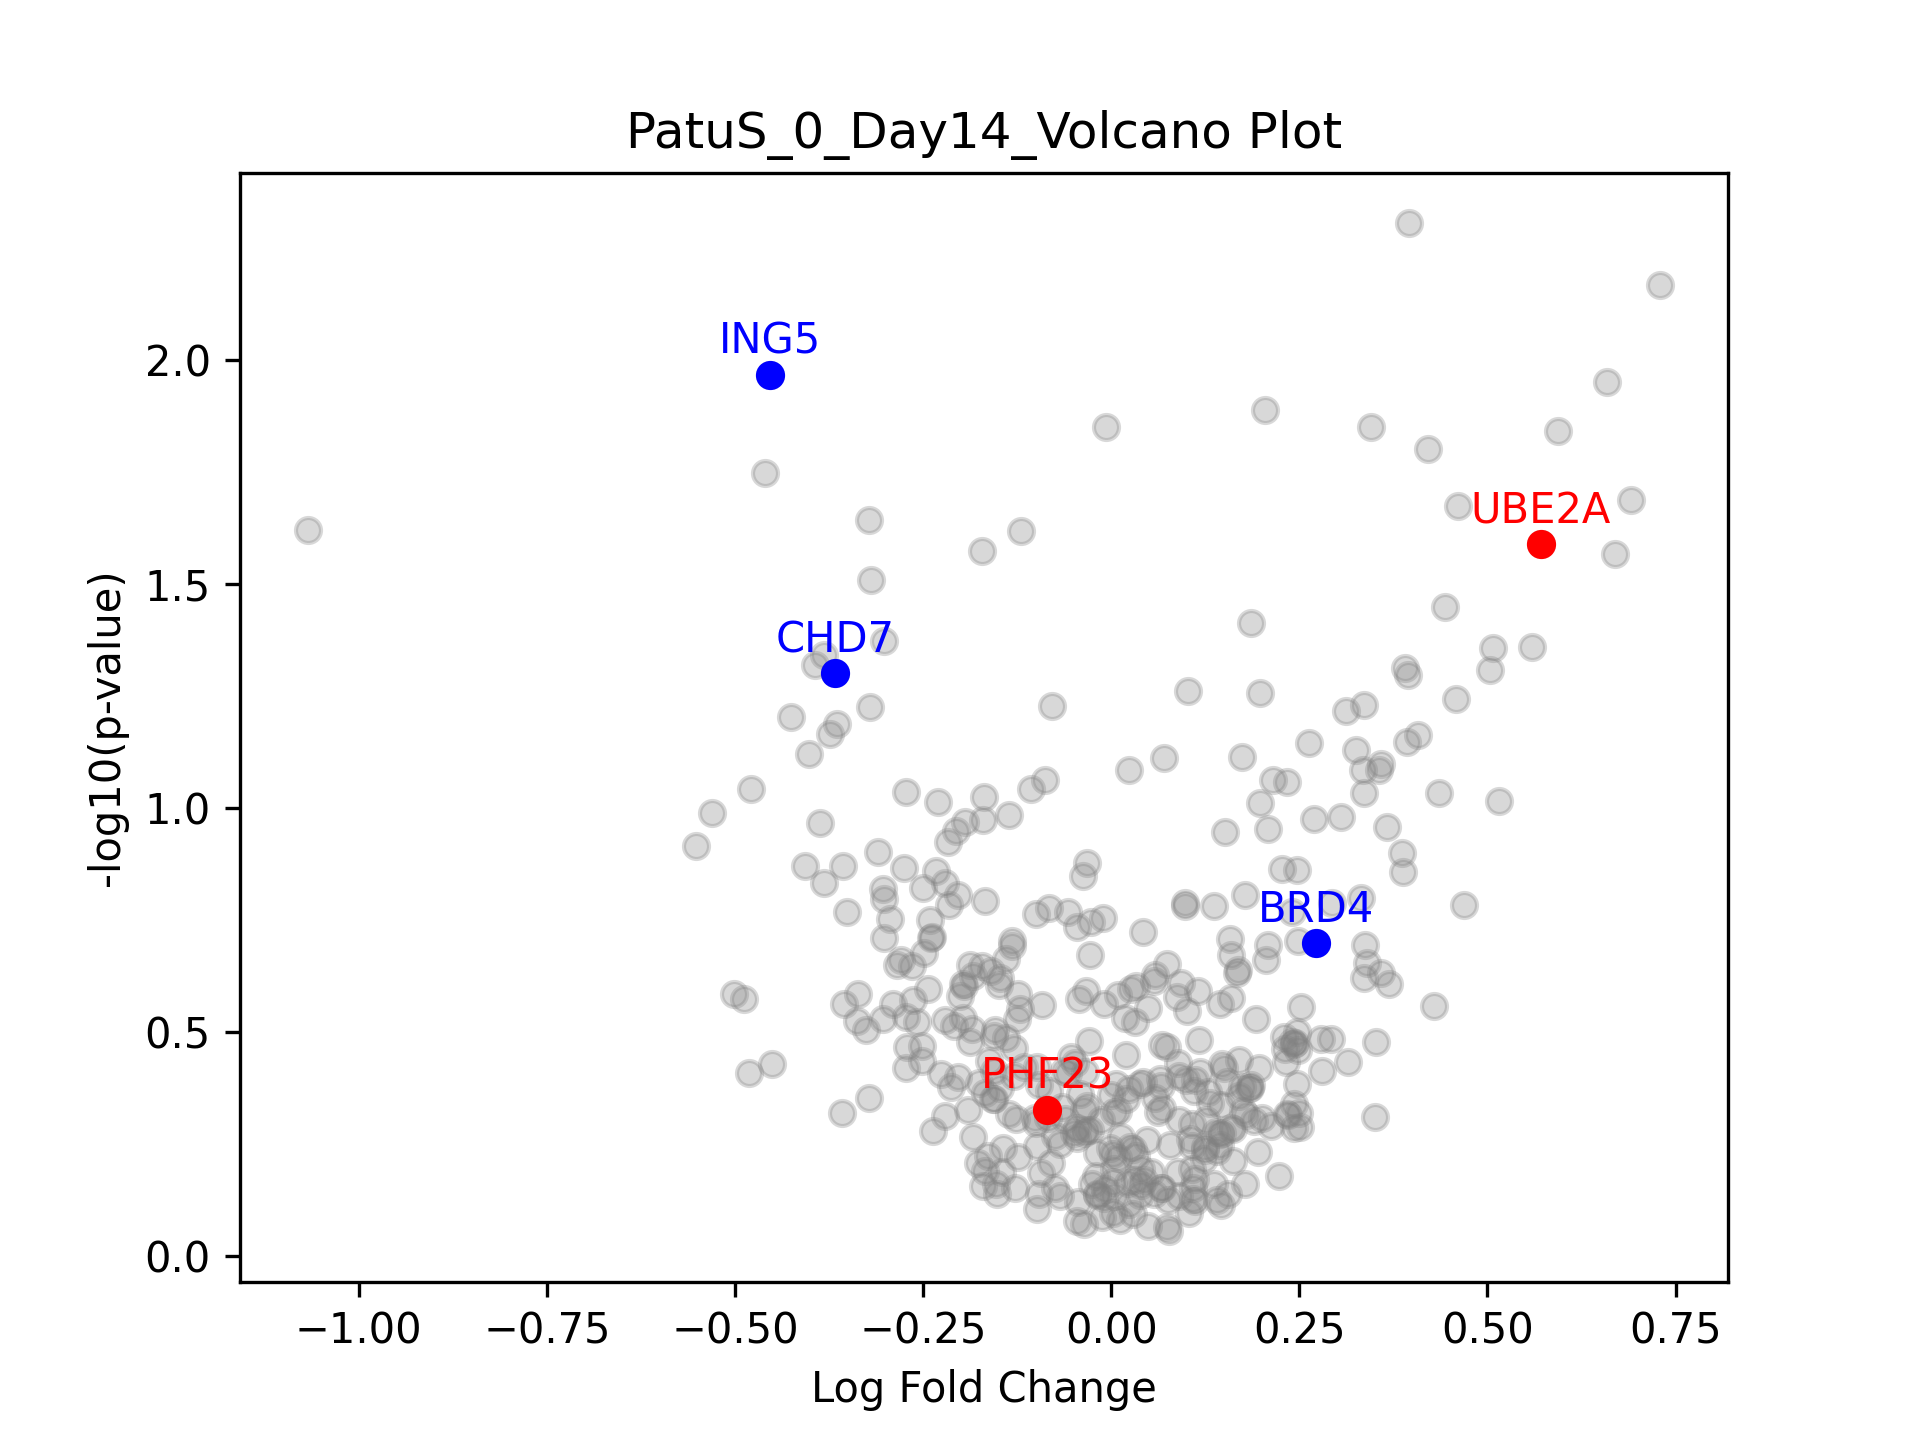 PatuS_0_Day14_Volcano Plot
ING5
UBE2A
CHD7
BRD4
PHF23
-log10(p-value)
2.0
1.5
1.0
0.5
0.0
−1.00 −0.75 −0.50 −0.25 0.00 0.25 0.50 0.75
Log Fold Change